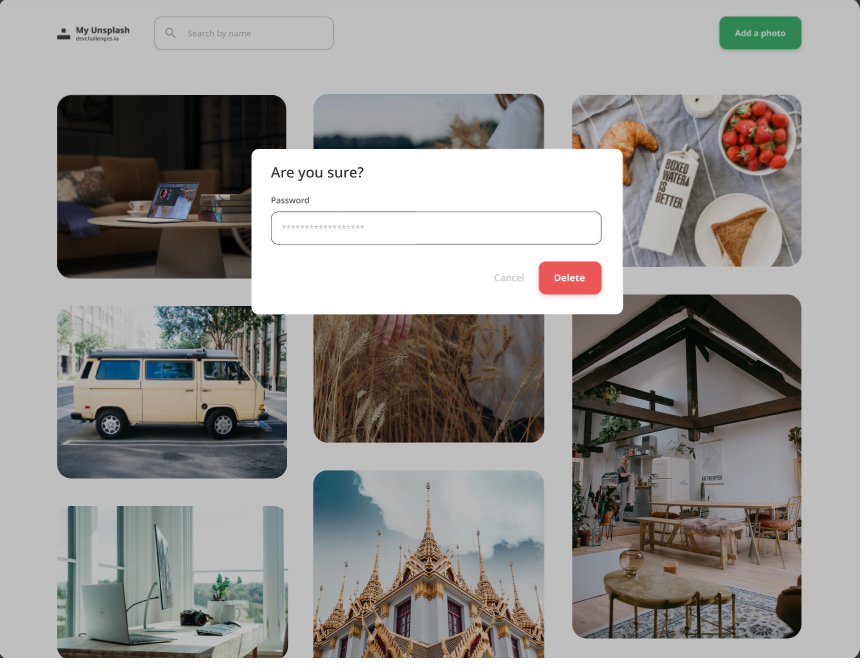 My Unsplash
devchallenges.io
Search by name
Add a photo
Are you sure?
Password
******************
Cancel
Delete
BOXED
WATER
IS
BETTER.
ANTWERPEN